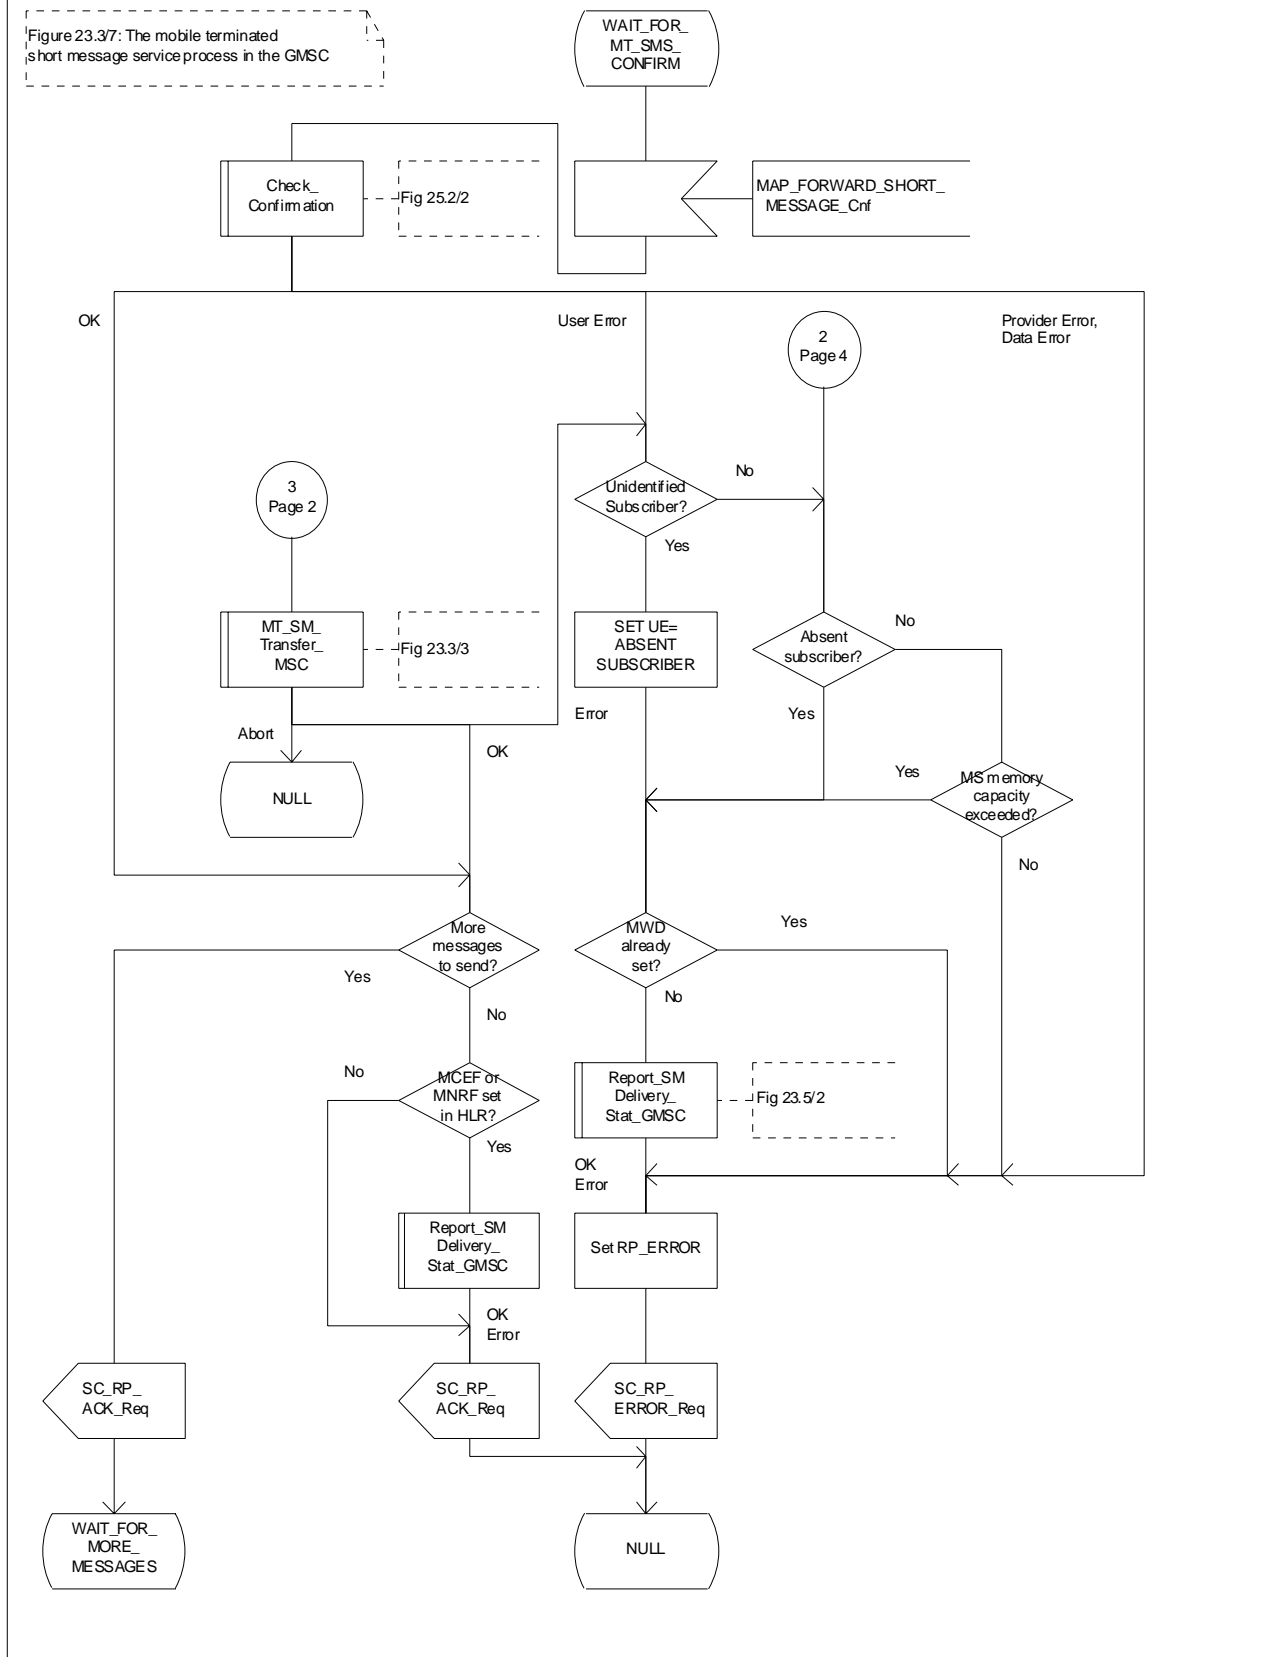 Figure 23.3/7: The mobile terminated
short message service process in the GMSC
WAIT_FOR_
MT_SMS_
CONFIRM
Check_
Confirmation
Fig 25.2/2
MAP_FORWARD_SHORT_
MESSAGE_Cnf
OK
User Error
Provider Error,
Data Error
2
Page 4
3
Page 2
Unidentified
Subscriber?
No
Yes
MT_SM_
Transfer_
MSC
Fig 23.3/3
SET UE=
ABSENT
SUBSCRIBER
Absent
subscriber?
No
Error
Yes
Abort
OK
NULL
Yes
MS memory
capacity
exceeded?
No
More
messages
to send?
Yes
No
MWD
already
set?
Yes
No
No
MCEF or
MNRF set
in HLR?
Yes
Report_SM
Delivery_
Stat_GMSC
Fig 23.5/2
OK
Error
Report_SM
Delivery_
Stat_GMSC
Set RP_ERROR
OK
Error
SC_RP_
ACK_Req
SC_RP_
ACK_Req
SC_RP_
ERROR_Req
WAIT_FOR_
MORE_
MESSAGES
NULL